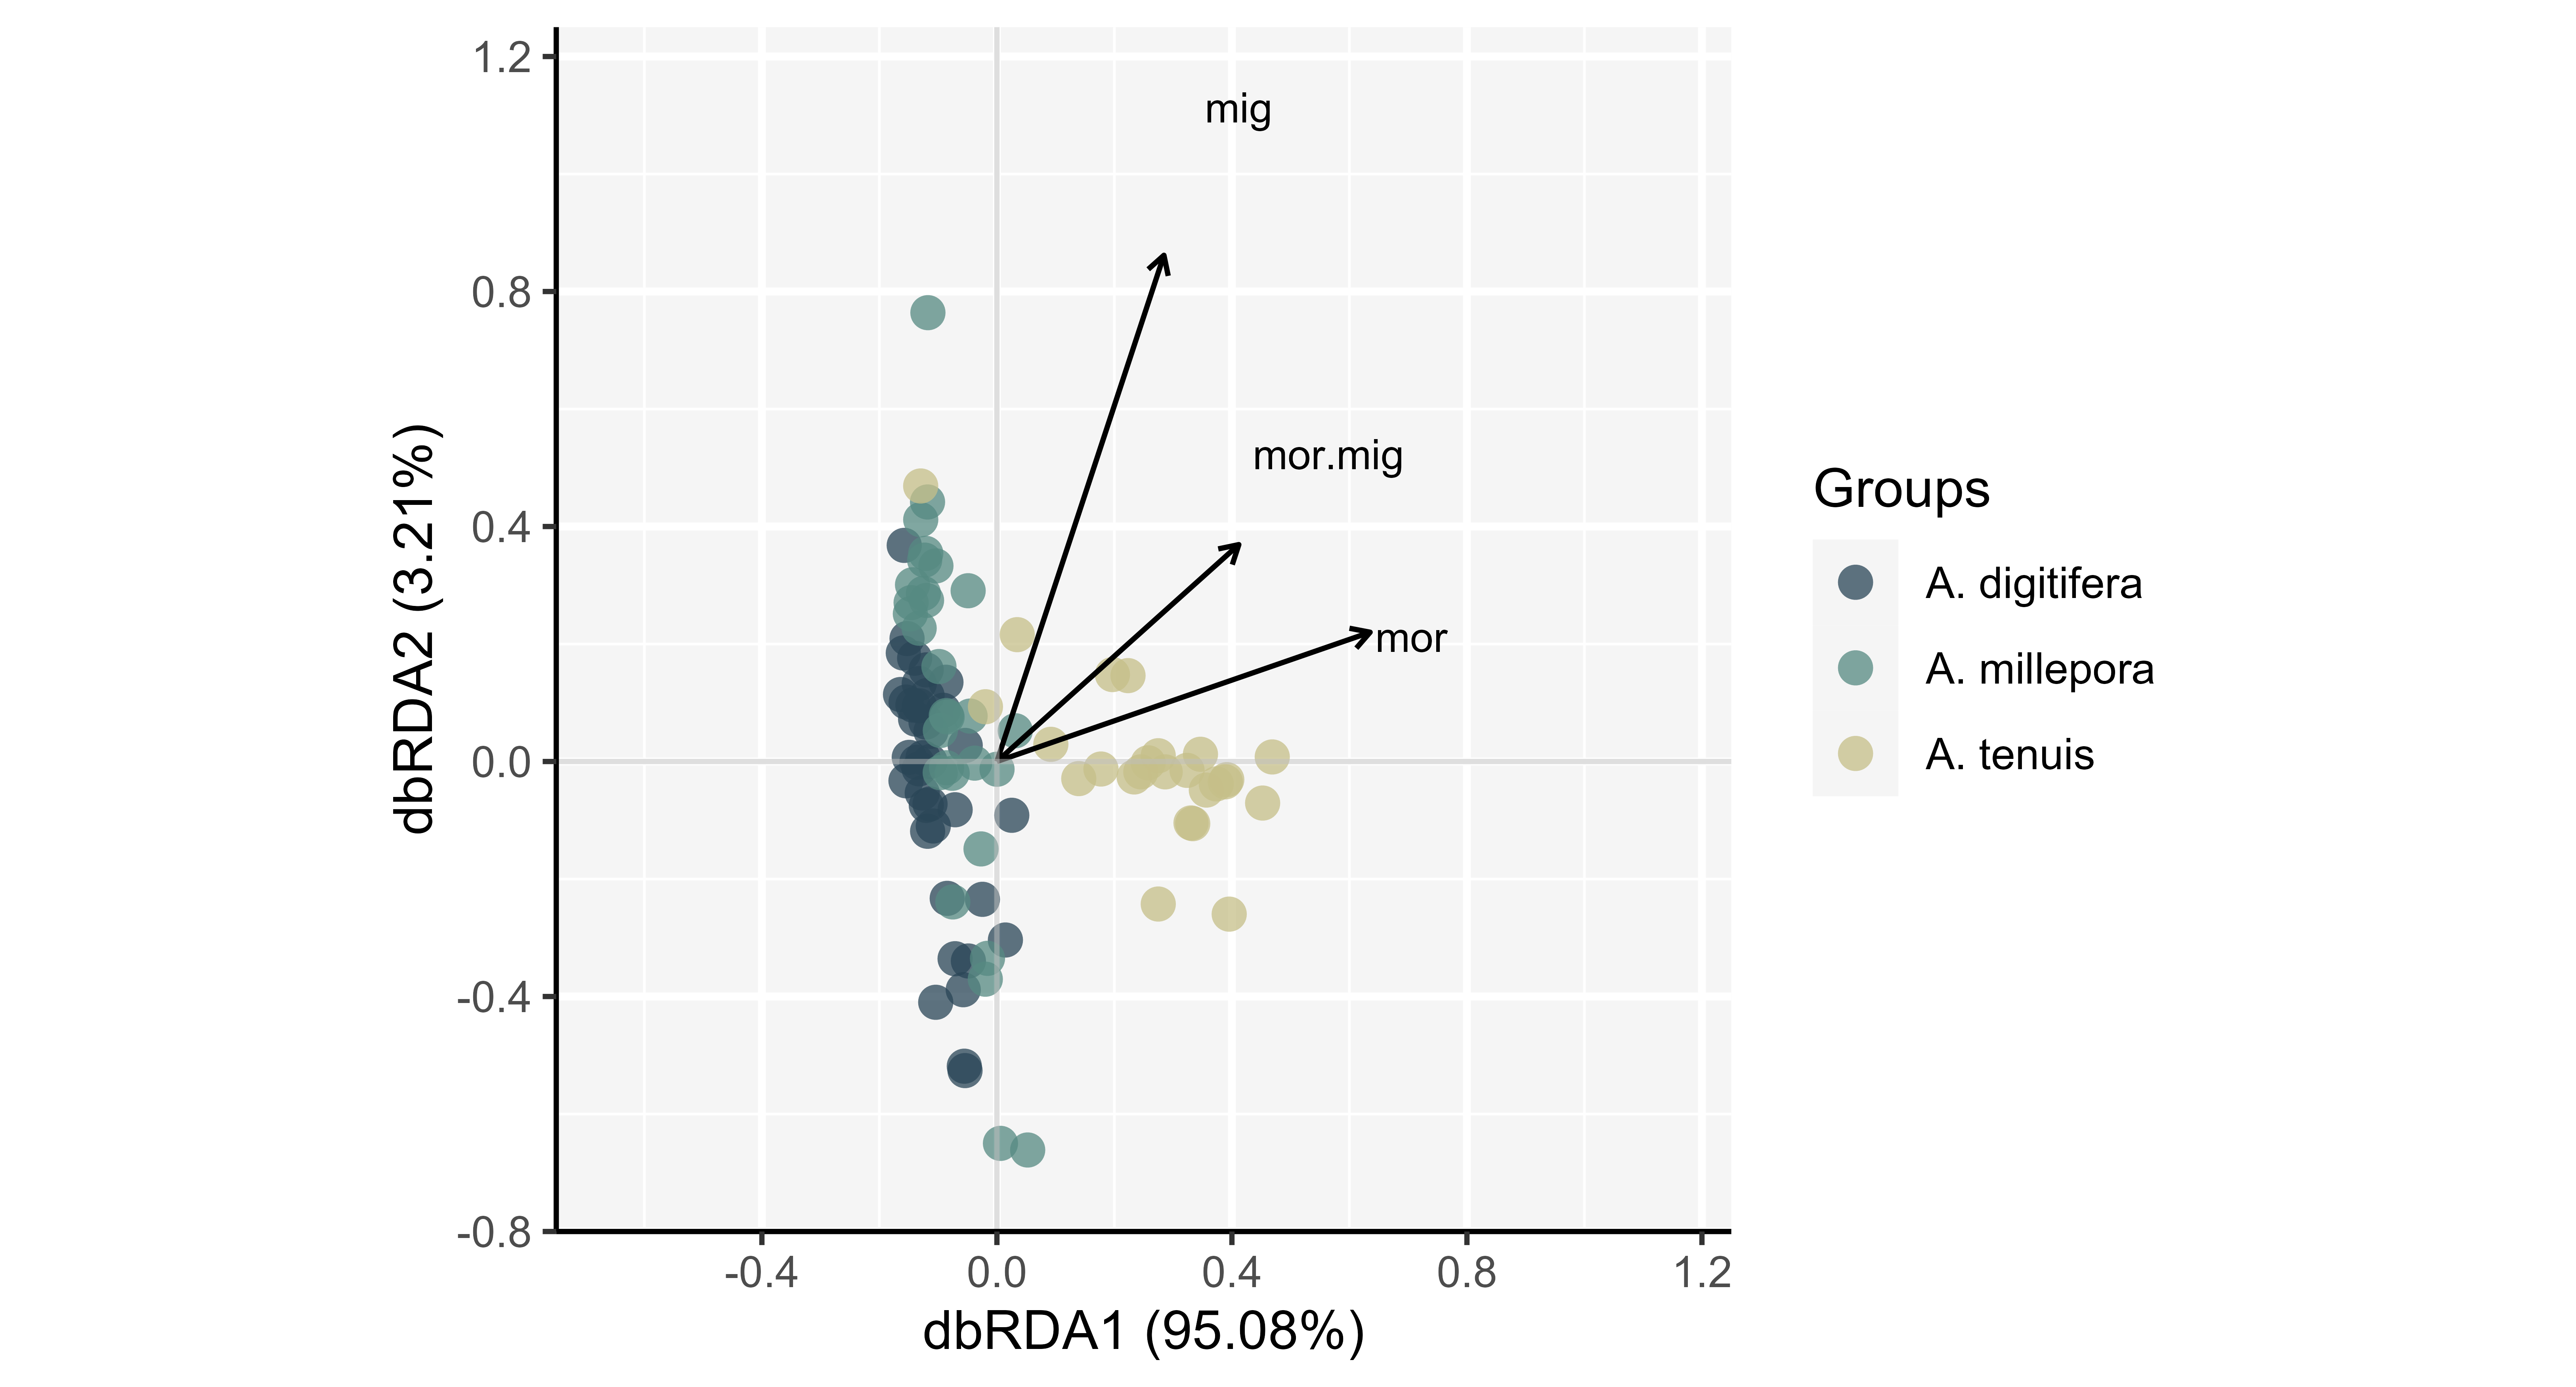 1.2
0.8
0.4
0.0
-0.4
-0.8
dbRDA2 (3.21%)
mig
mor.mig
mor
-0.4
0.0
0.4
0.8
1.2
dbRDA1 (95.08%)
Groups
A. digitifera
A. millepora
A. tenuis